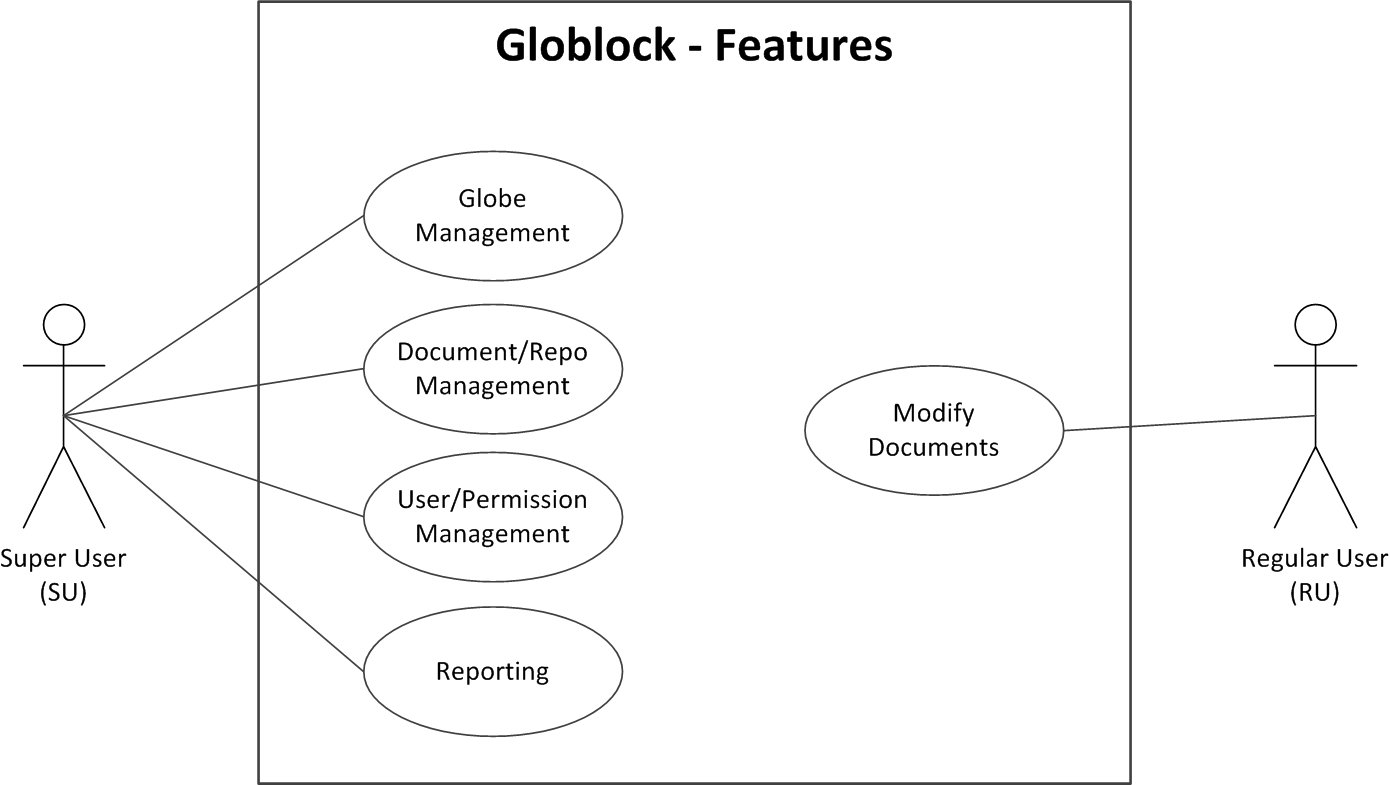 Globlock - Features
Globe
Management
Document/Repo
Management
User/Permission
Management
Reporting
Modify
Documents
Super User
(SU)
Regular User
(RU)